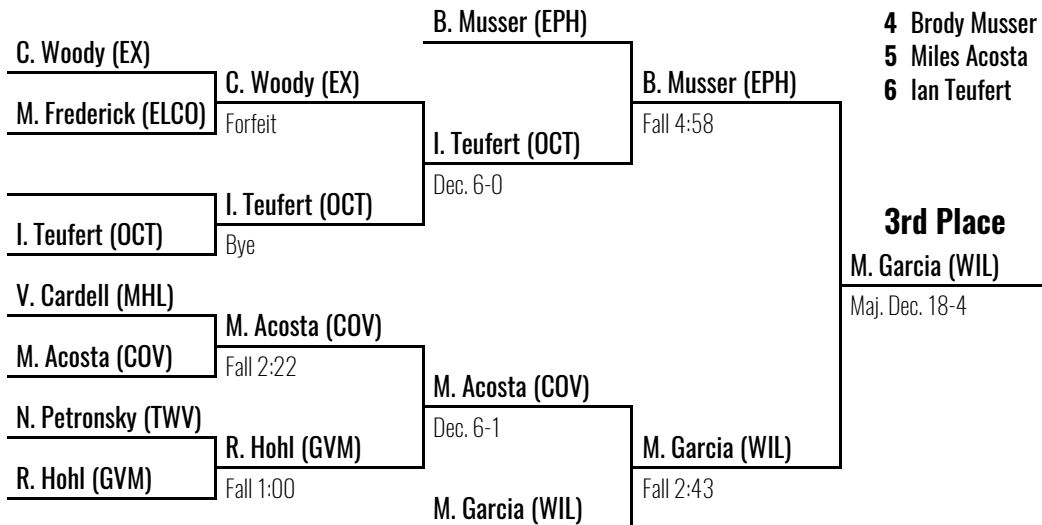 C. Woody (EX)
M. Frederick (ELCO)
I. Teufert (OCT)
V. Cardell (MHL)
M. Acosta (COV)
N. Petronsky (TWV)
R. Hohl (GVM)
C. Woody (EX)
Forfeit
I. Teufert (OCT)
Bye
M. Acosta (COV)
Fall 2:22
R. Hohl (GVM)
Fall 1:00
B. Musser (EPH)
I. Teufert (OCT)
Dec. 6-0
M. Acosta (COV)
Dec. 6-1
M. Garcia (WIL)
B. Musser (EPH)
Fall 4:58
M. Garcia (WIL)
Fall 2:43
4 Brody Musser
5 Miles Acosta
6 Ian Teufert
3rd Place
M. Garcia (WIL)
Maj. Dec. 18-4